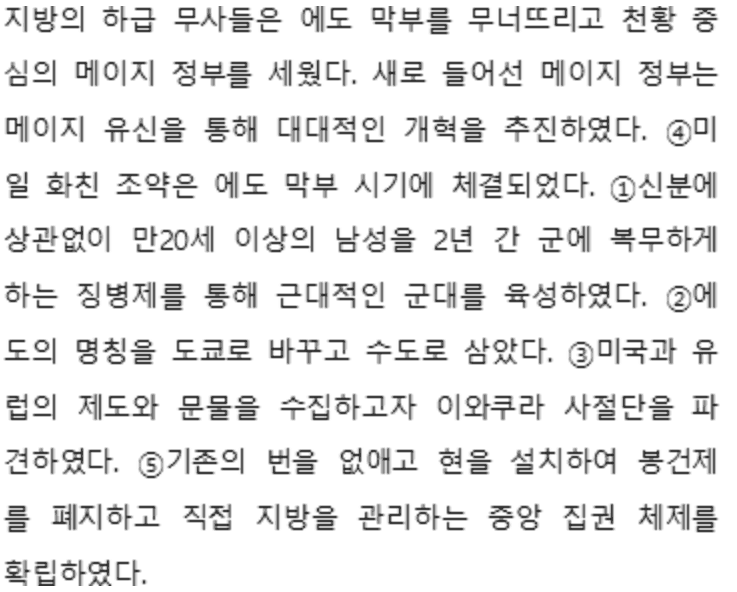 지방의 하급 무사들은 에도 막부를 무너뜨리고 천황 중
심의 메이지 정부를 세웠다. 새로 들어선 메이지 정부는
메이지 유신을 통해 대대적인 개혁을 추진하였다. ④미
일 화친 조약은 에도 막부 시기에 체결되었다. ①신분에
상관없이 만20세 이상의 남성을 2년 간 군에 복무하게
하는 징병제를 통해 근대적인 군대를 육성하였다. ②에
도의 명칭을 도쿄로 바꾸고 수도로 삼았다. ③미국과 유
럽의 제도와 문물을 수집하고자 이와쿠라 사절단을 파
견하였다. ⑤기존의 번을 없애고 현을 설치하여 봉건제
를 폐지하고 직접 지방을 관리하는 중앙 집권 체제를
확립하였다.